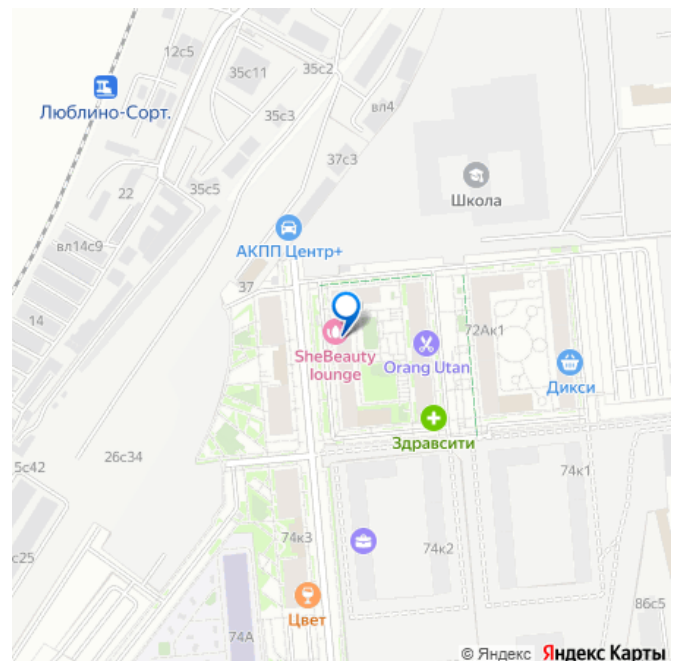 12с5
35с11
35с2
Люблино-Сорт.
35с3
вл4
37с3
22
35с5
Школа
вл14с9
АКПП Центр+
37
14
SheBeauty
lounge
72Ак1
Orang Utan
Дикси
Здравсити
26с34
5с42
74к1
74к3
74к2
с25
Цвет
86с5
74А
© Яндекс Яндекс Карты